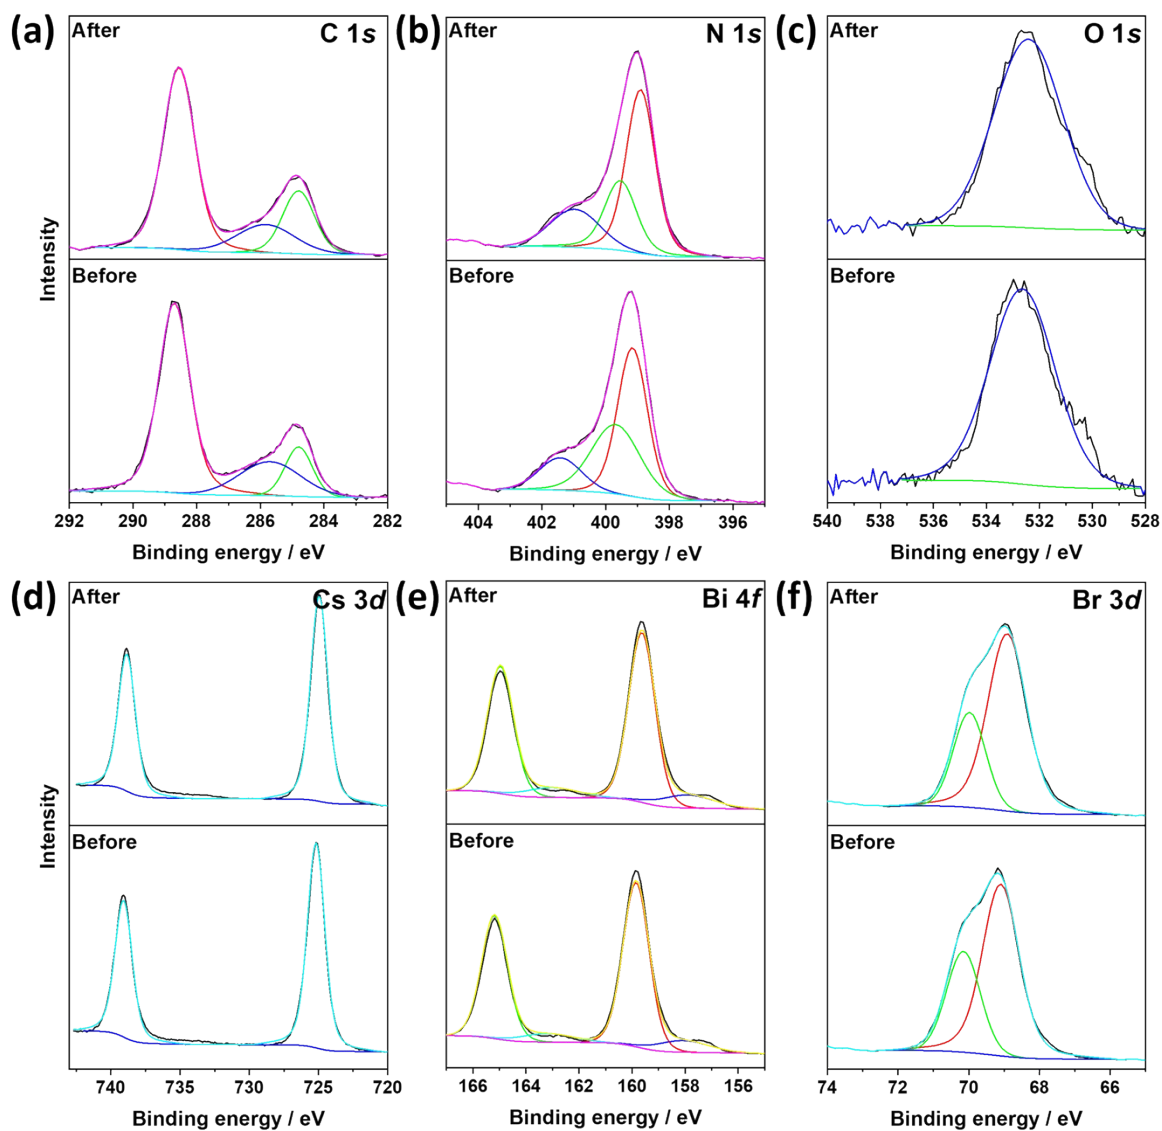 (a)
After
C 1s
Before
Intensity
292 290 288 286 284 282
Binding energy / eV
(b)
After
N 1s
Before
404 402 400 398 396
Binding energy / eV
(c)
After
O 1s
Before
540 538 536 534 532 530 528
Binding energy / eV
(d)
After
Cs 3d
Before
Intensity
740 735 730 725 720
Binding energy / eV
(e)
After
Bi 4f
Before
166 164 162 160 158 156
Binding energy / eV
(f)
After
Br 3d
Before
74 72 70 68 66
Binding energy / eV